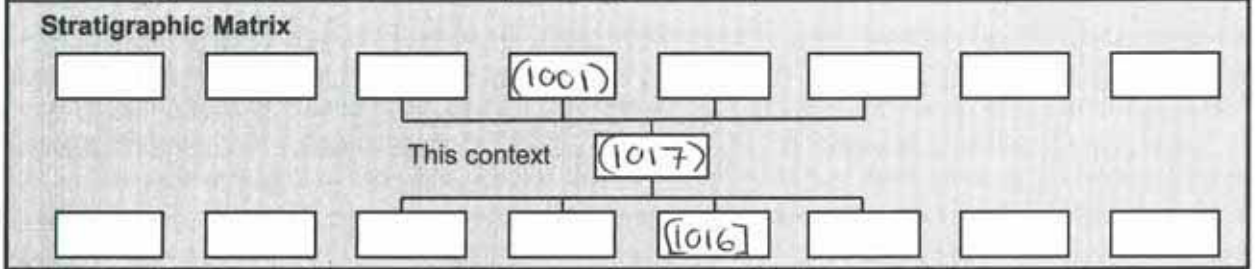 Stratigraphic Matrix
(1001)
This context (1017)
[1016]